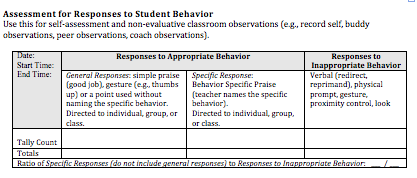 Assessment for Responses to Student Behavior
Use this for self-assessment and non-evaluative classroom observations (e.g., record self, buddy
observations, peer observations, coach observations).
Date:
Start Time:
End Time:
Responses to Appropriate Behavior
Responses to
Inappropriate Behavior
General Responses: simple praise
(good job), gesture (e.g., thumbs
up) or a point used without
naming the specific behavior.
Directed to individual, group, or
class.
Specific Response:
Behavior Specific Praise
(teacher names the specific
behavior).
Directed to individual, group,
or class.
Verbal (redirect,
reprimand), physical
prompt, gesture,
proximity control, look
Tally Count
Totals
Ratio of Specific Responses (do not include general responses) to Responses to Inappropriate Behavior: __ / __